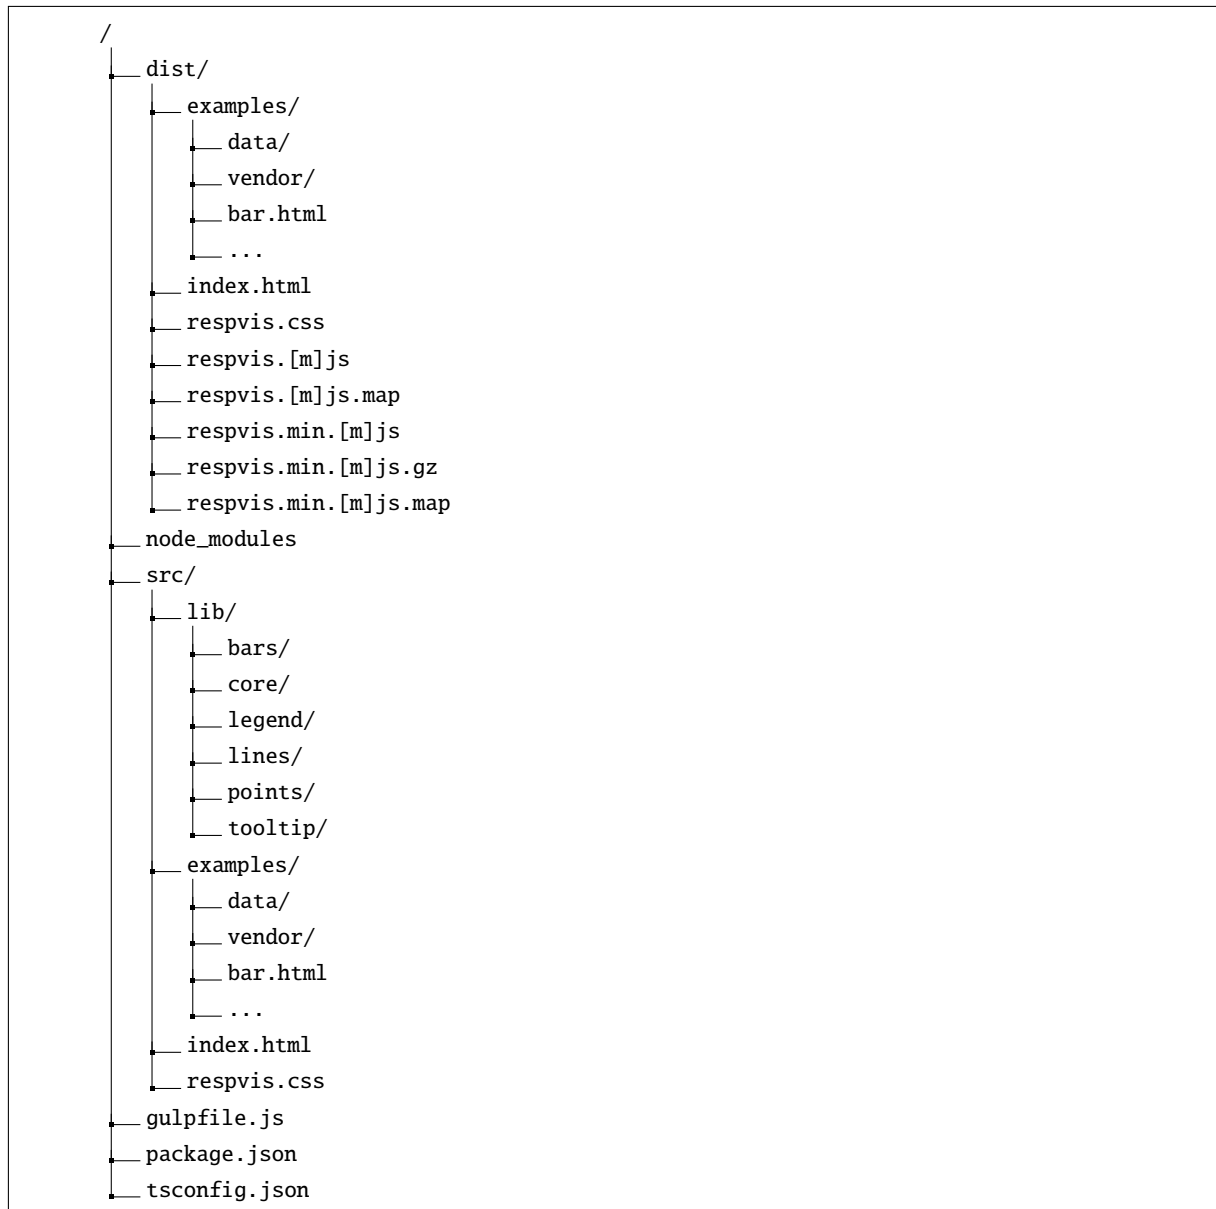 /
dist/
examples/
data/
vendor/
bar.html
...
index.html
respvis.css
respvis.[m]js
respvis.[m]js.map
respvis.min.[m]js
respvis.min.[m]js.gz
respvis.min.[m]js.map
node_modules
src/
lib/
bars/
core/
legend/
lines/
points/
tooltip/
examples/
data/
vendor/
bar.html
...
index.html
respvis.css
gulpfile.js
package.json
tsconfig.json